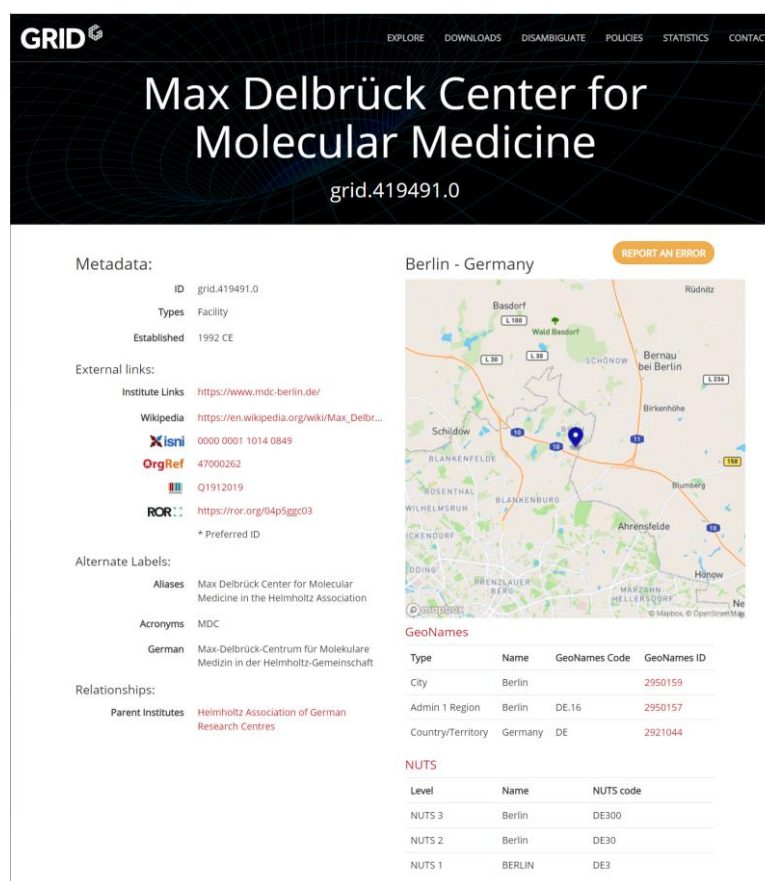 GRID
EXPLORE DOWNLOADS DISAMBIGUATE POLICIES STATISTICS CONTACT
Max Delbrück Center for
Molecular Medicine
grid.419491.0
REPORT AN ERROR
Metadata:
ID grid.419491.0
Types Facility
Established 1992 CE
External links:
Institute Links https://www.mdc-berlin.de/
Wikipedia https://en.wikipedia.org/wiki/Max_Delbr...
isni 0000 0001 1014 0849
OrgRef 47000262
Q1912019
ROR https://ror.org/04p5ggc03
* Preferred ID
Alternate Labels:
Aliases Max Delbrück Center for Molecular
Medicine in the Helmholtz Association
Acronyms MDC
German Max-Delbrück-Centrum für Molekulare
Medizin in der Helmholtz-Gemeinschaft
Relationships:
Parent Institutes Helmholtz Association of German
Research Centres
Berlin - Germany
Rüdnitz
Basdorf
L 100
Wald Basdorf
L 30 L 30
SCHÖNOW
Bernau
bei Berlin
L 236
Birkenhöhe
Schildow
10
10
11
BLANKENFELDE
158
Blumberg
ROSENTHAL
BLANKENBURG
WILHELMSRUH
Ahrensfelde
10
ICKENDORF
DDING
PRENZLAUER
BERG
Hönow
MARZAHN-
HELLERSDORF
Ne
mapbox
© Mapbox, © OpenStreetMap
GeoNames
Type Name GeoNames Code GeoNames ID
City Berlin 2950159
Admin 1 Region Berlin DE.16 2950157
Country/Territory Germany DE 2921044
NUTS
Level Name NUTS code
NUTS 3 Berlin DE300
NUTS 2 Berlin DE30
NUTS 1 BERLIN DE3